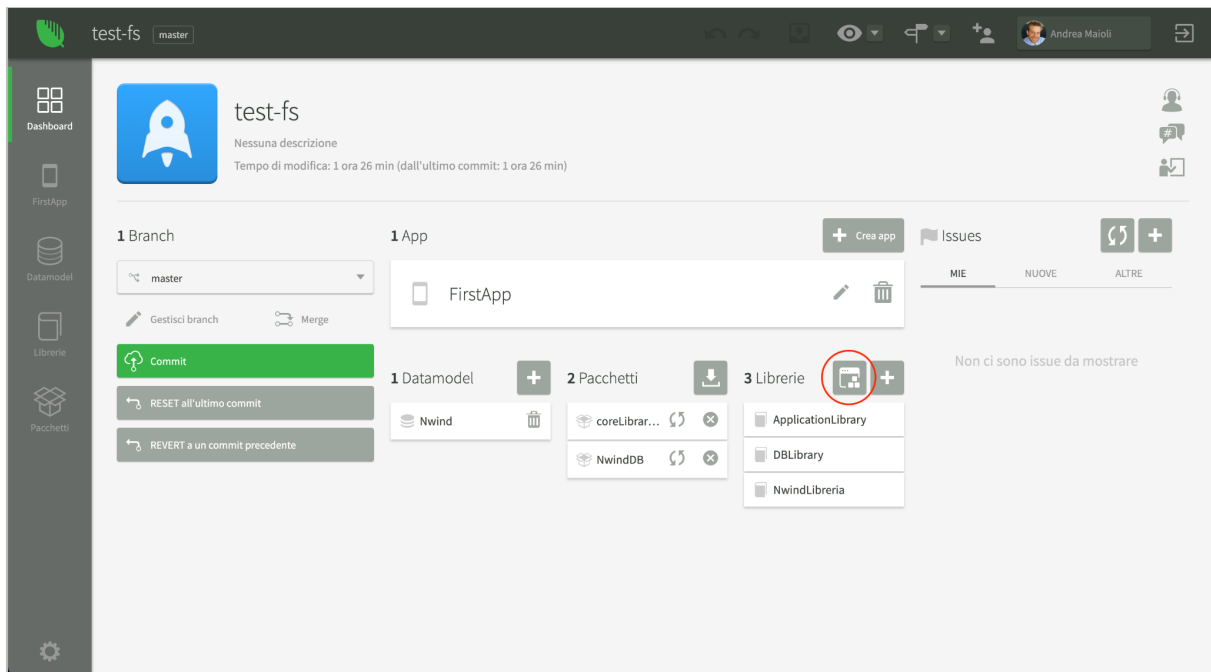 test-fs master
Andrea Maioli
Dashboard
FirstApp
Datamodel
Librerie
Pacchetti
test-fs
Nessuna descrizione
Tempo di modifica: 1 ora 26 min (dall'ultimo commit: 1 ora 26 min)
1 Branch
master
Gestisci branch
Merge
Commit
RESET all'ultimo commit
REVERT a un commit precedente
1 App
Crea app
FirstApp
1 Datamodel
Nwind
2 Pacchetti
coreLibrar...
NwindDB
3 Librerie
ApplicationLibrary
DBLibrary
NwindLibreria
Issues
MIE NUOVE ALTRE
Non ci sono issue da mostrare